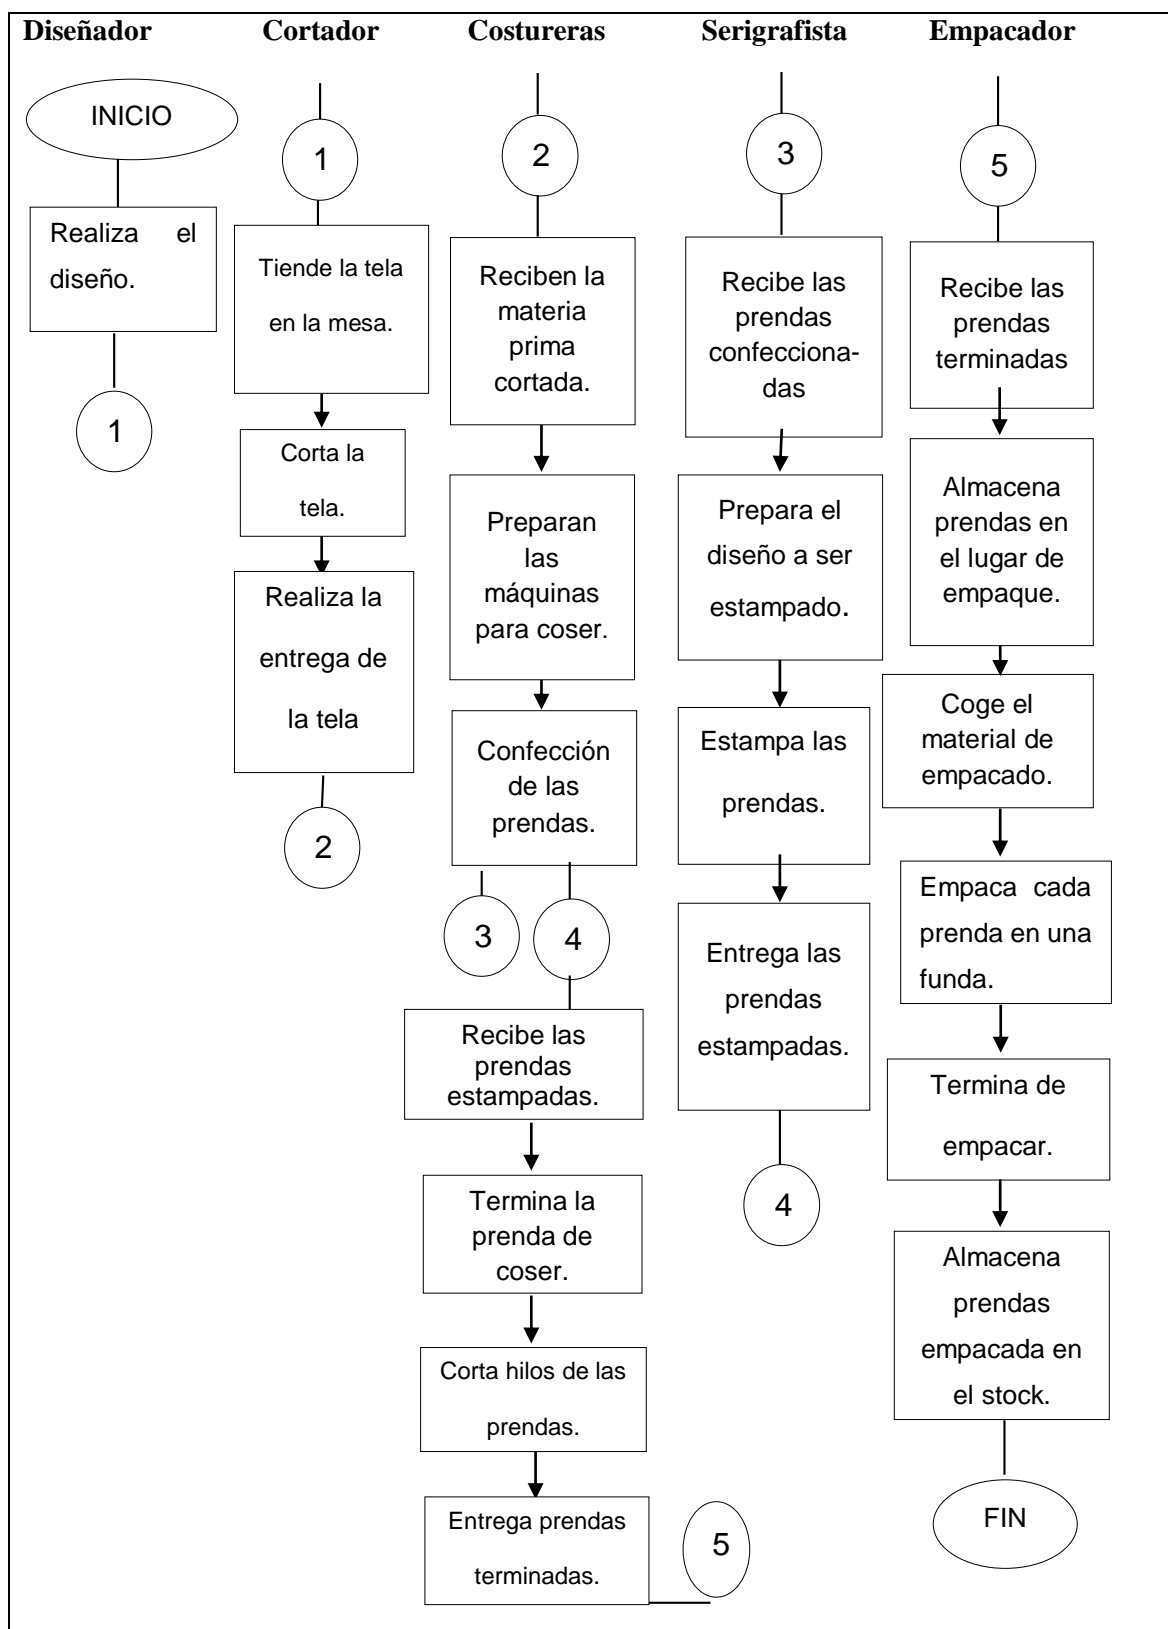 Diseñador
Cortador
Costureras
Serigrafista
Empacador
INICIO
Realiza el
diseño.
1
1
Tiende la tela
en la mesa.
Corta la
tela.
Realiza la
entrega de
la tela
2
2
Reciben la
materia
prima
cortada.
Preparan
las
máquinas
para coser.
Confección
de las
prendas.
3
4
Recibe las
prendas
estampadas.
Termina la
prenda de
coser.
Corta hilos de las
prendas.
Entrega prendas
terminadas.
5
3
Recibe las
prendas
confecciona-
das
Prepara el
diseño a ser
estampado.
Estampa las
prendas.
Entrega las
prendas
estampadas.
4
5
Recibe las
prendas
terminadas
Almacena
prendas en
el lugar de
empaque.
Coge el
material de
empacado.
Empaca cada
prenda en una
funda.
Termina de
empacar.
Almacena
prendas
empacada en
el stock.
FIN